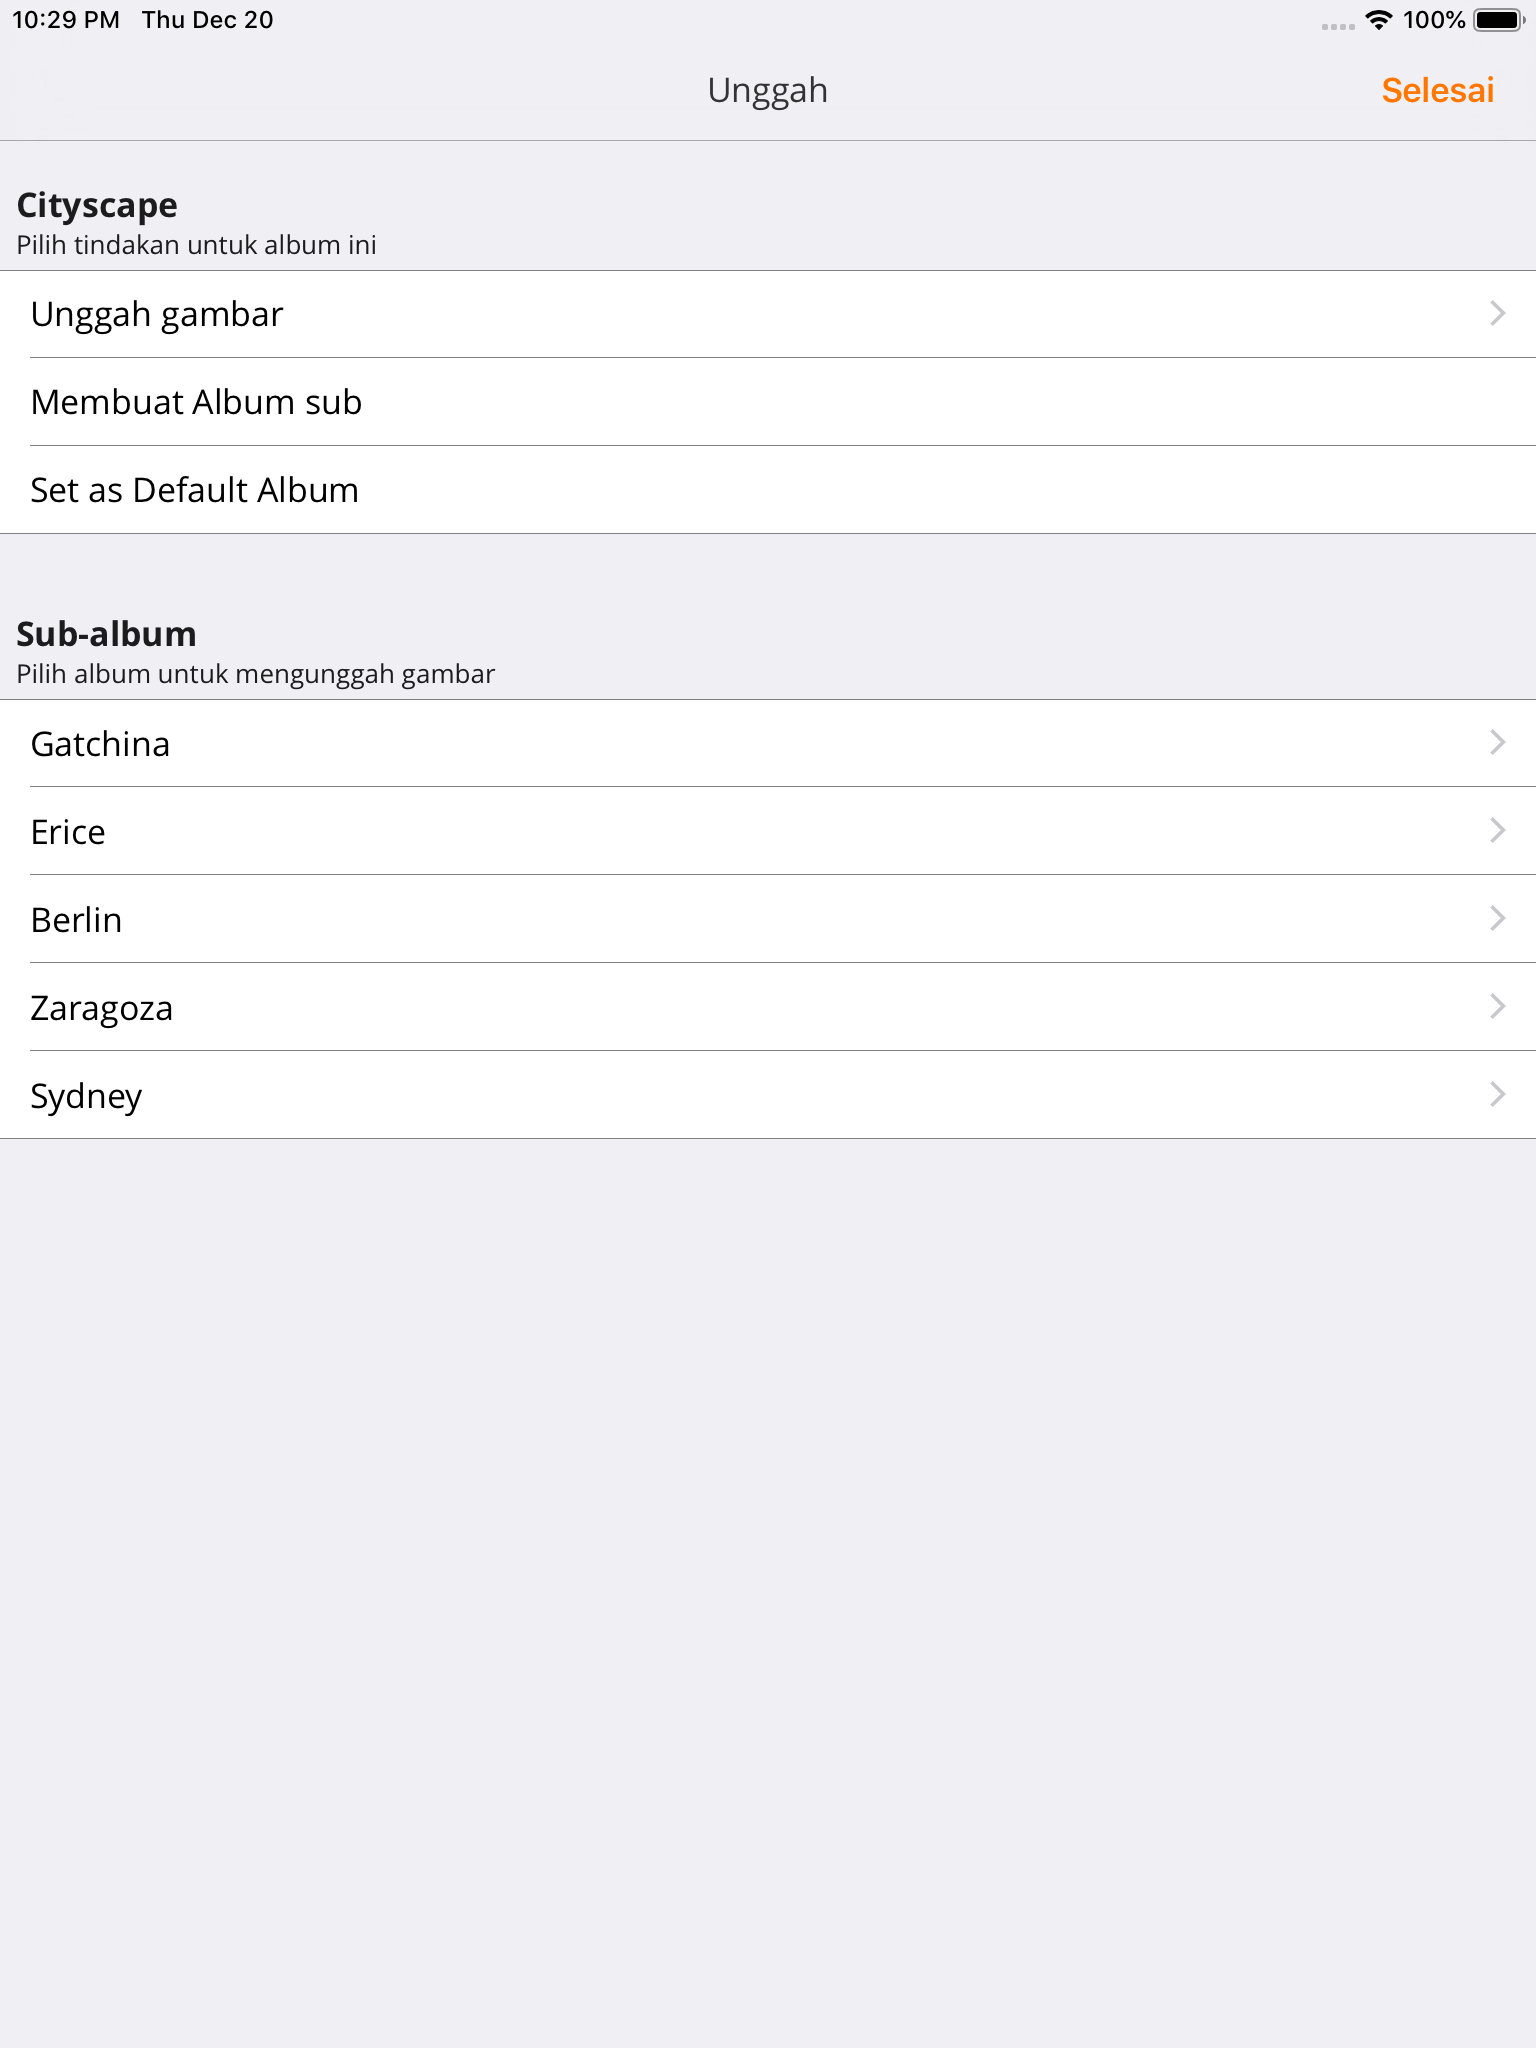 10:29 PM Thu Dec 20 100%
Unggah Selesai
Cityscape
Pilih tindakan untuk album ini
Unggah gambar
Membuat Album sub
Set as Default Album
Sub-album
Pilih album untuk mengunggah gambar
Gatchina
Erice
Berlin
Zaragoza
Sydney